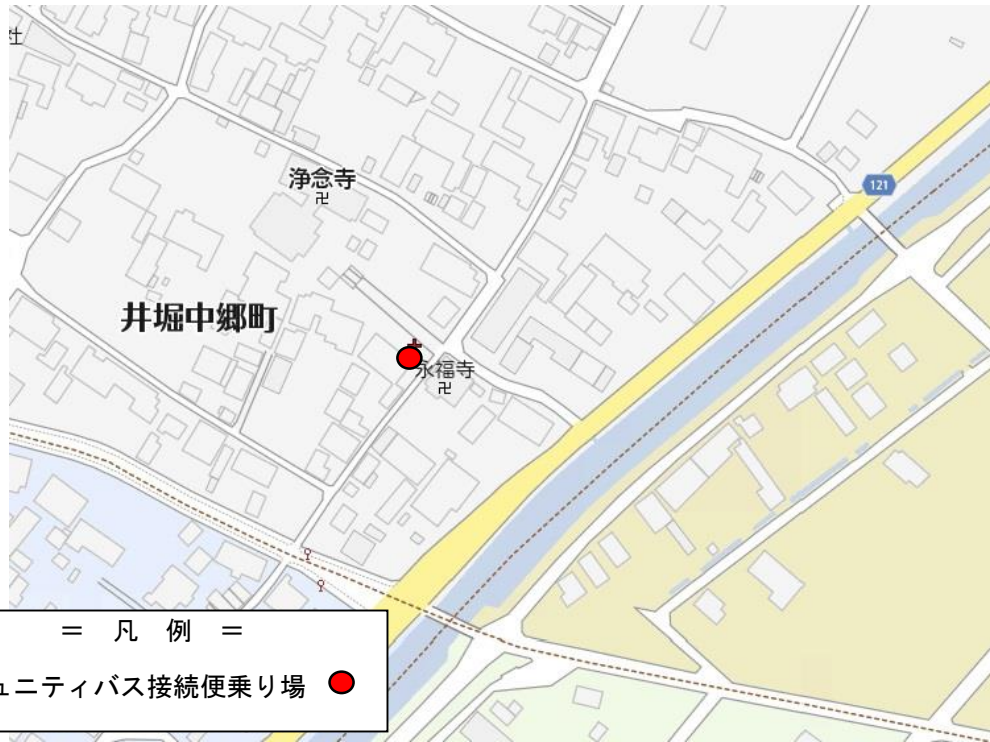 社
浄念寺
121
井堀中郷町
永福寺
= 凡 例 =
ュニティバス接続便乗り場